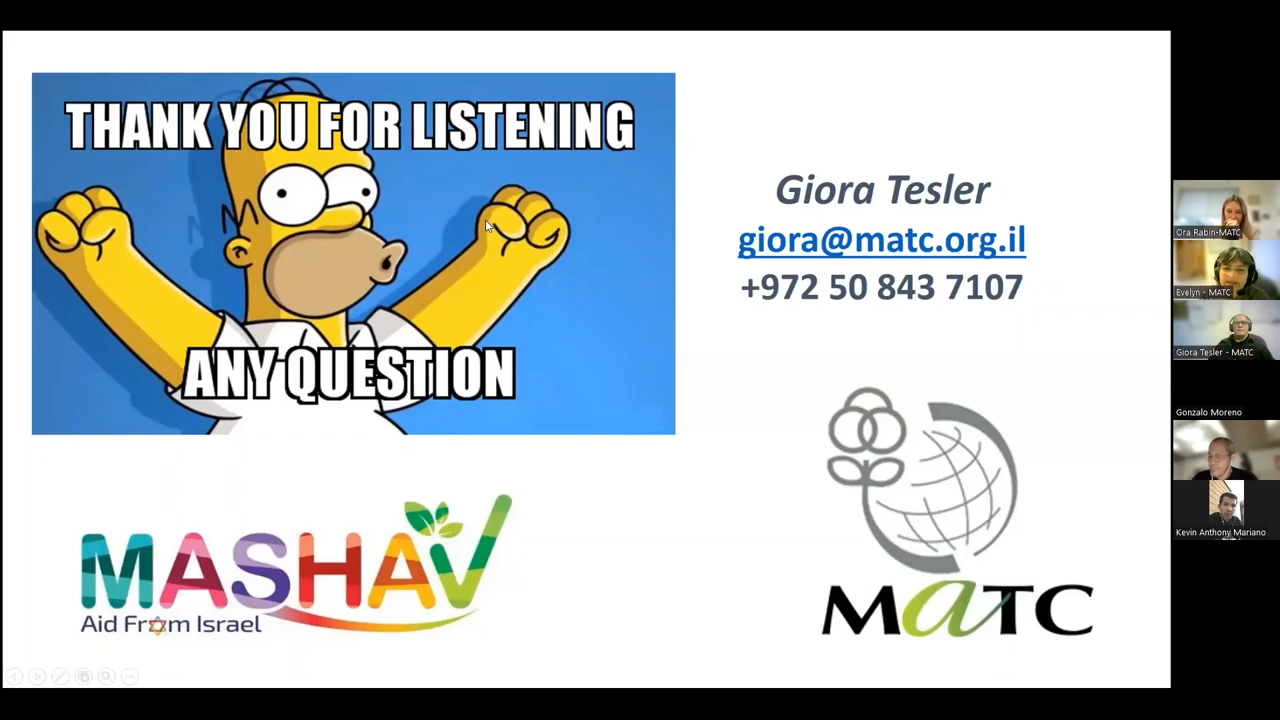 THANK YOU FOR LISTENING
ANY QUESTION
Giora Tesler
giora@matc.org.il
+972 50 843 7107
MASHAV
Aid From Israel
MaTC
Ora Rabin-MATC
Evelyn - MATC
Giora Tesler - MATC
Gonzalo Moreno
Kevin Anthony Mariano